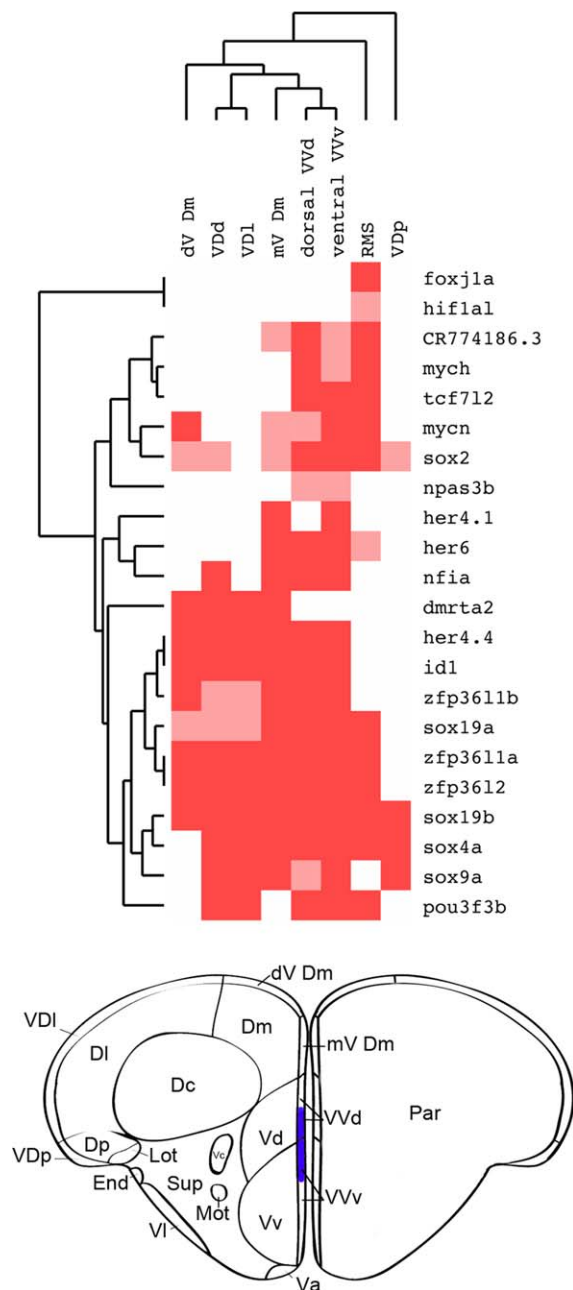 dV Dm
VDd
VDl
mV Dm
dorsal VVd
ventral VVv
RMS
VDp
foxj1a
hif1al
CR774186.3
mych
tcf7l2
mycn
sox2
npas3b
her4.1
her6
nfia
dmrta2
her4.4
id1
zfp36l1b
sox19a
zfp36l1a
zfp36l2
sox19b
sox4a
sox9a
pou3f3b
dV Dm
VDl
Dm
mV Dm
Dl
Dc
Par
VVd
Dp
Vd
VDp
Lot
Vc
End
Sup
VVv
Mot
Vv
Vl
Va